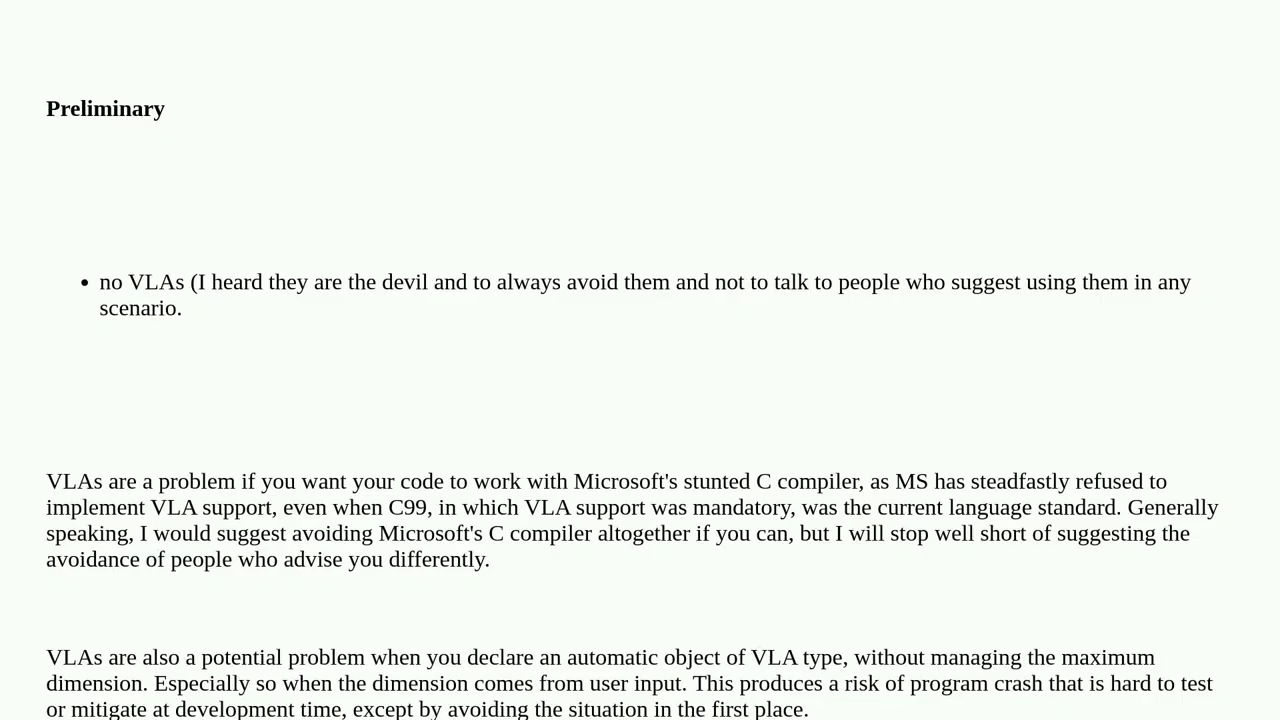 Preliminary
• no VLAs (I heard they are the devil and to always avoid them and not to talk to people who suggest using them in any
scenario.
VLAs are a problem if you want your code to work with Microsoft's stunted C compiler, as MS has steadfastly refused to
implement VLA support, even when C99, in which VLA support was mandatory, was the current language standard. Generally
speaking, I would suggest avoiding Microsoft's C compiler altogether if you can, but I will stop well short of suggesting the
avoidance of people who advise you differently.
VLAs are also a potential problem when you declare an automatic object of VLA type, without managing the maximum
dimension. Especially so when the dimension comes from user input. This produces a risk of program crash that is hard to test
or mitigate at development time, except by avoiding the situation in the first place.